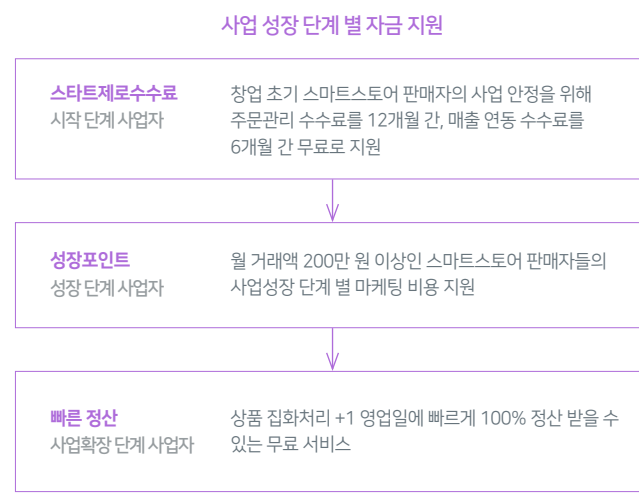 사업 성장 단계 별 자금 지원
스타트제로수수료
시작 단계 사업자
창업 초기 스마트스토어 판매자의 사업 안정을 위해
주문관리 수수료를 12개월 간, 매출 연동 수수료를
6개월 간 무료로 지원
성장포인트
성장 단계 사업자
월 거래액 200만 원 이상인 스마트스토어 판매자들의
사업성장 단계 별 마케팅 비용 지원
빠른 정산
사업확장 단계 사업자
상품 집화처리 +1 영업일에 빠르게 100% 정산 받을 수
있는 무료 서비스